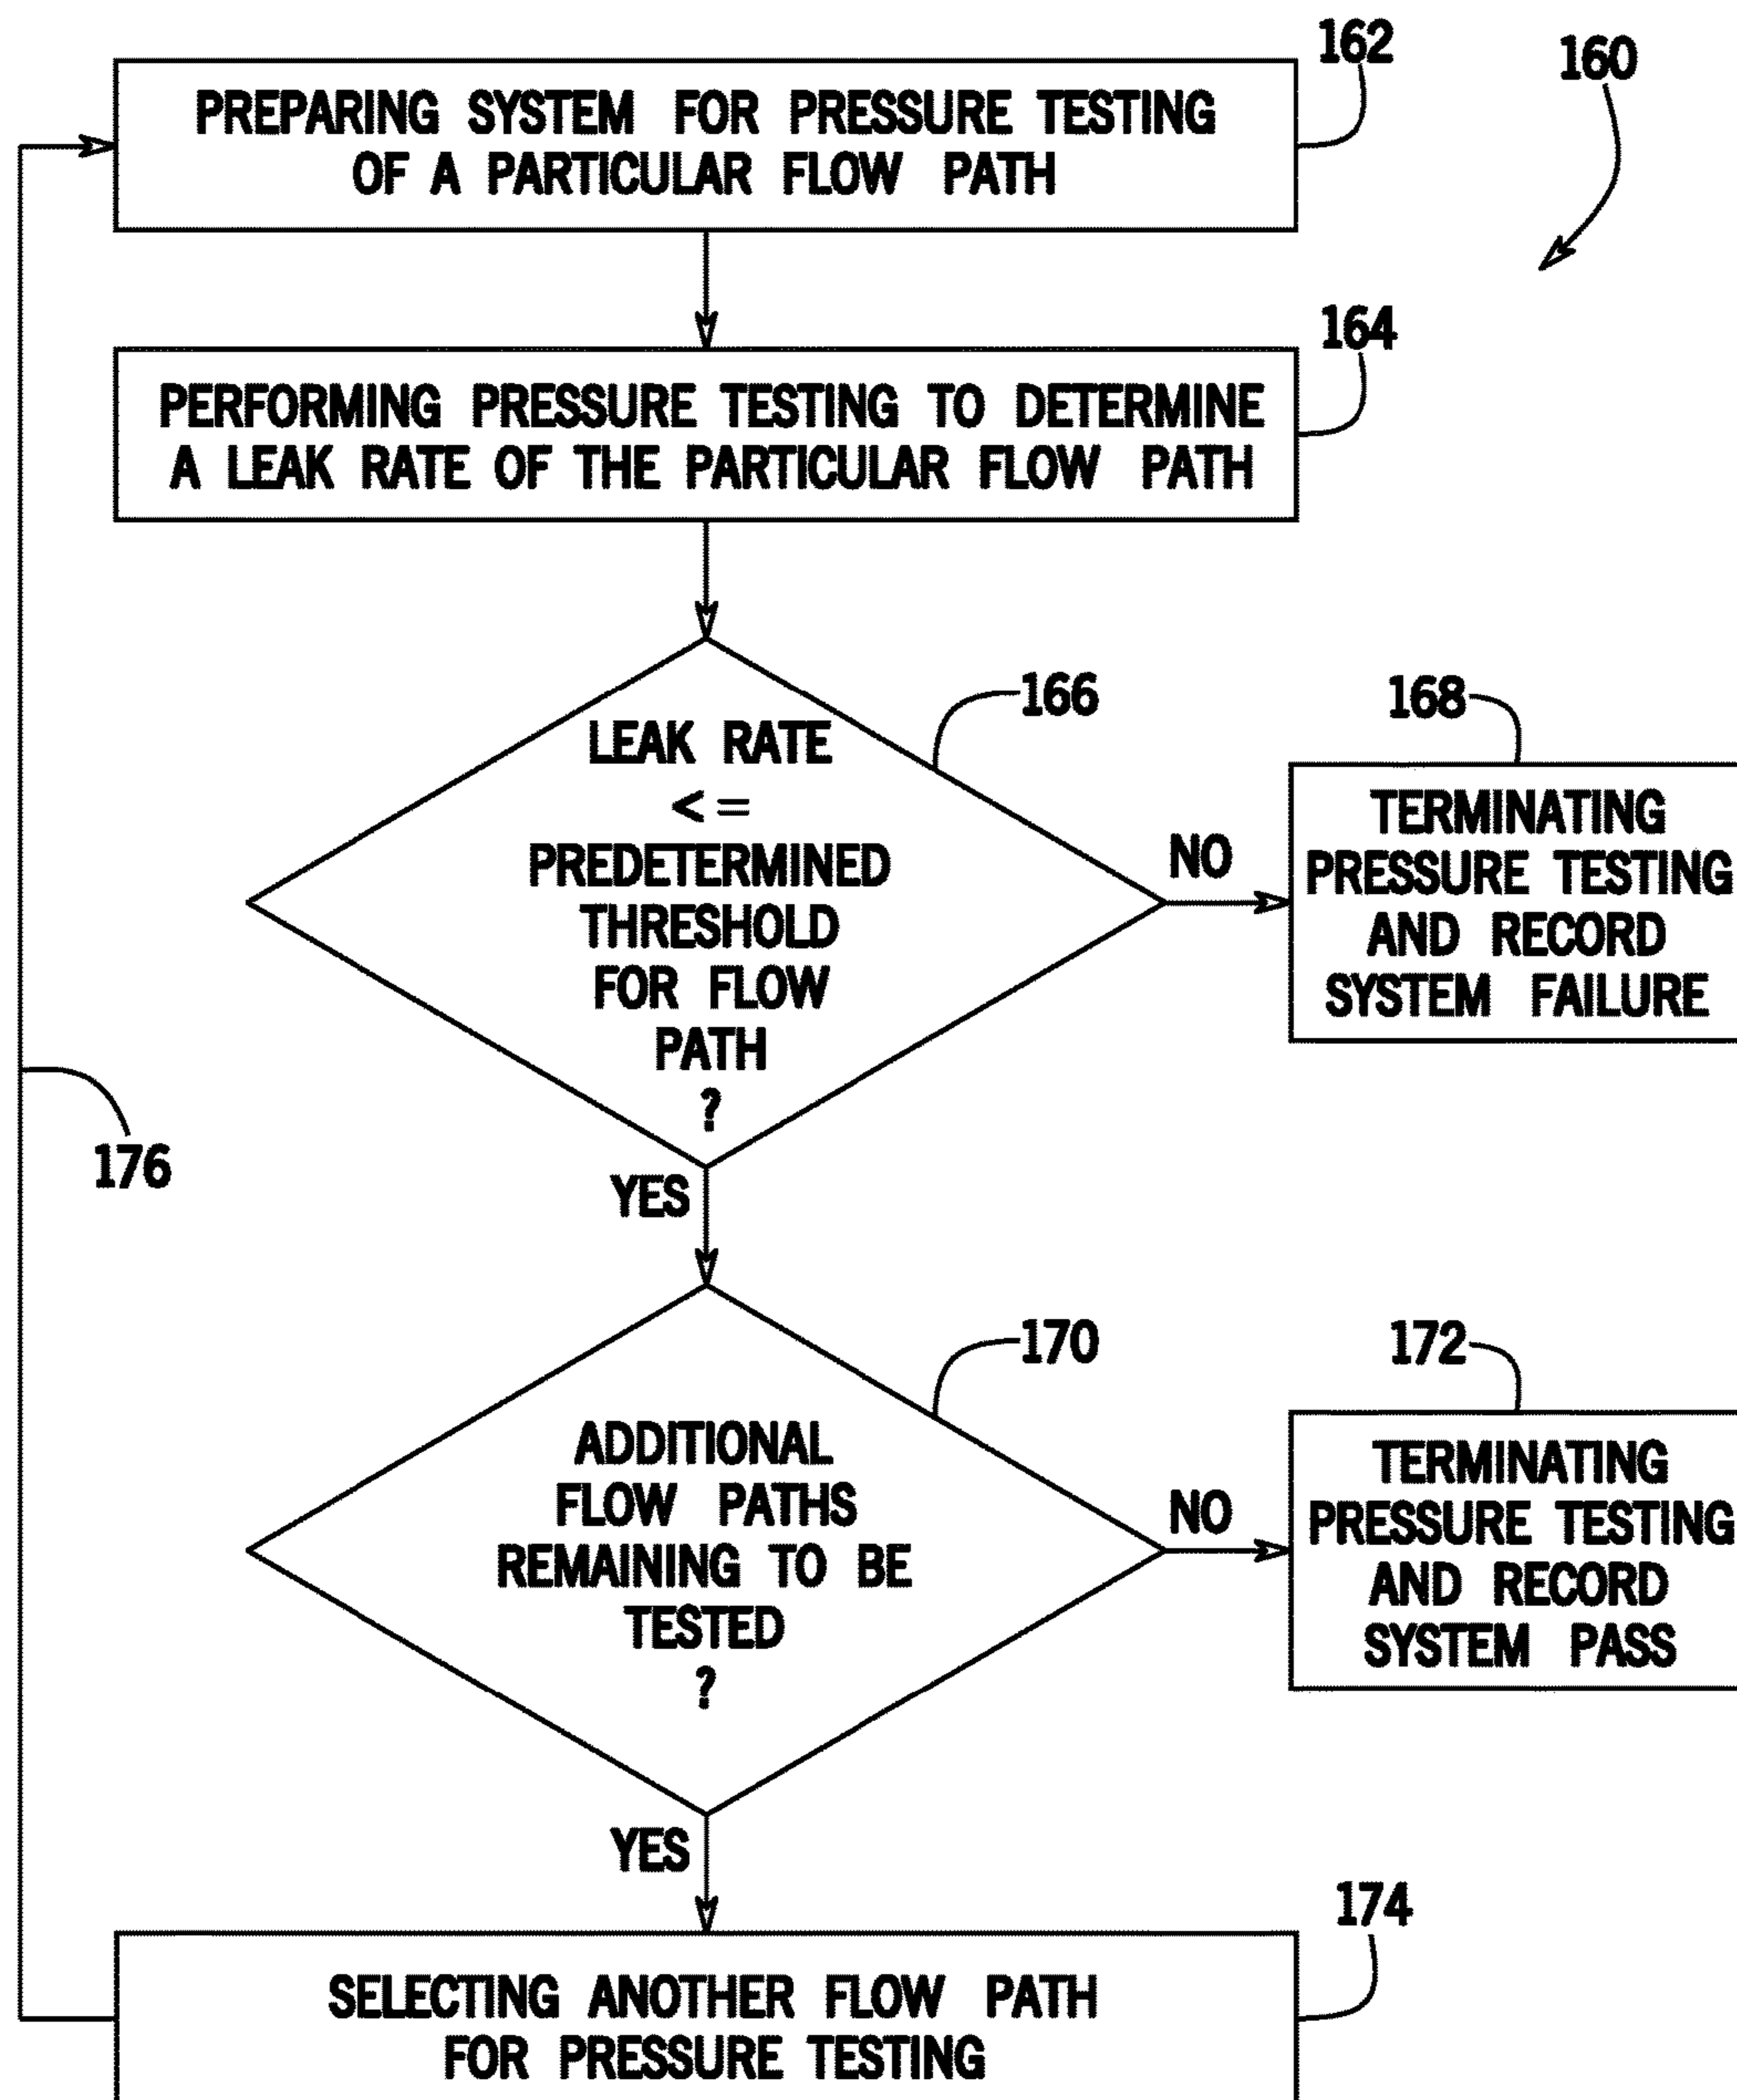 162
160
PREPARING SYSTEM FOR PRESSURE TESTING
OF A PARTICULAR FLOW PATH
164
PERFORMING PRESSURE TESTING TO DETERMINE
A LEAK RATE OF THE PARTICULAR FLOW PATH
166
LEAK RATE
<=
PREDETERMINED
THRESHOLD
FOR FLOW
PATH
?
NO
168
TERMINATING
PRESSURE TESTING
AND RECORD
SYSTEM FAILURE
176
YES
170
ADDITIONAL
FLOW PATHS
REMAINING TO BE
TESTED
?
NO
172
TERMINATING
PRESSURE TESTING
AND RECORD
SYSTEM PASS
YES
174
SELECTING ANOTHER FLOW PATH
FOR PRESSURE TESTING